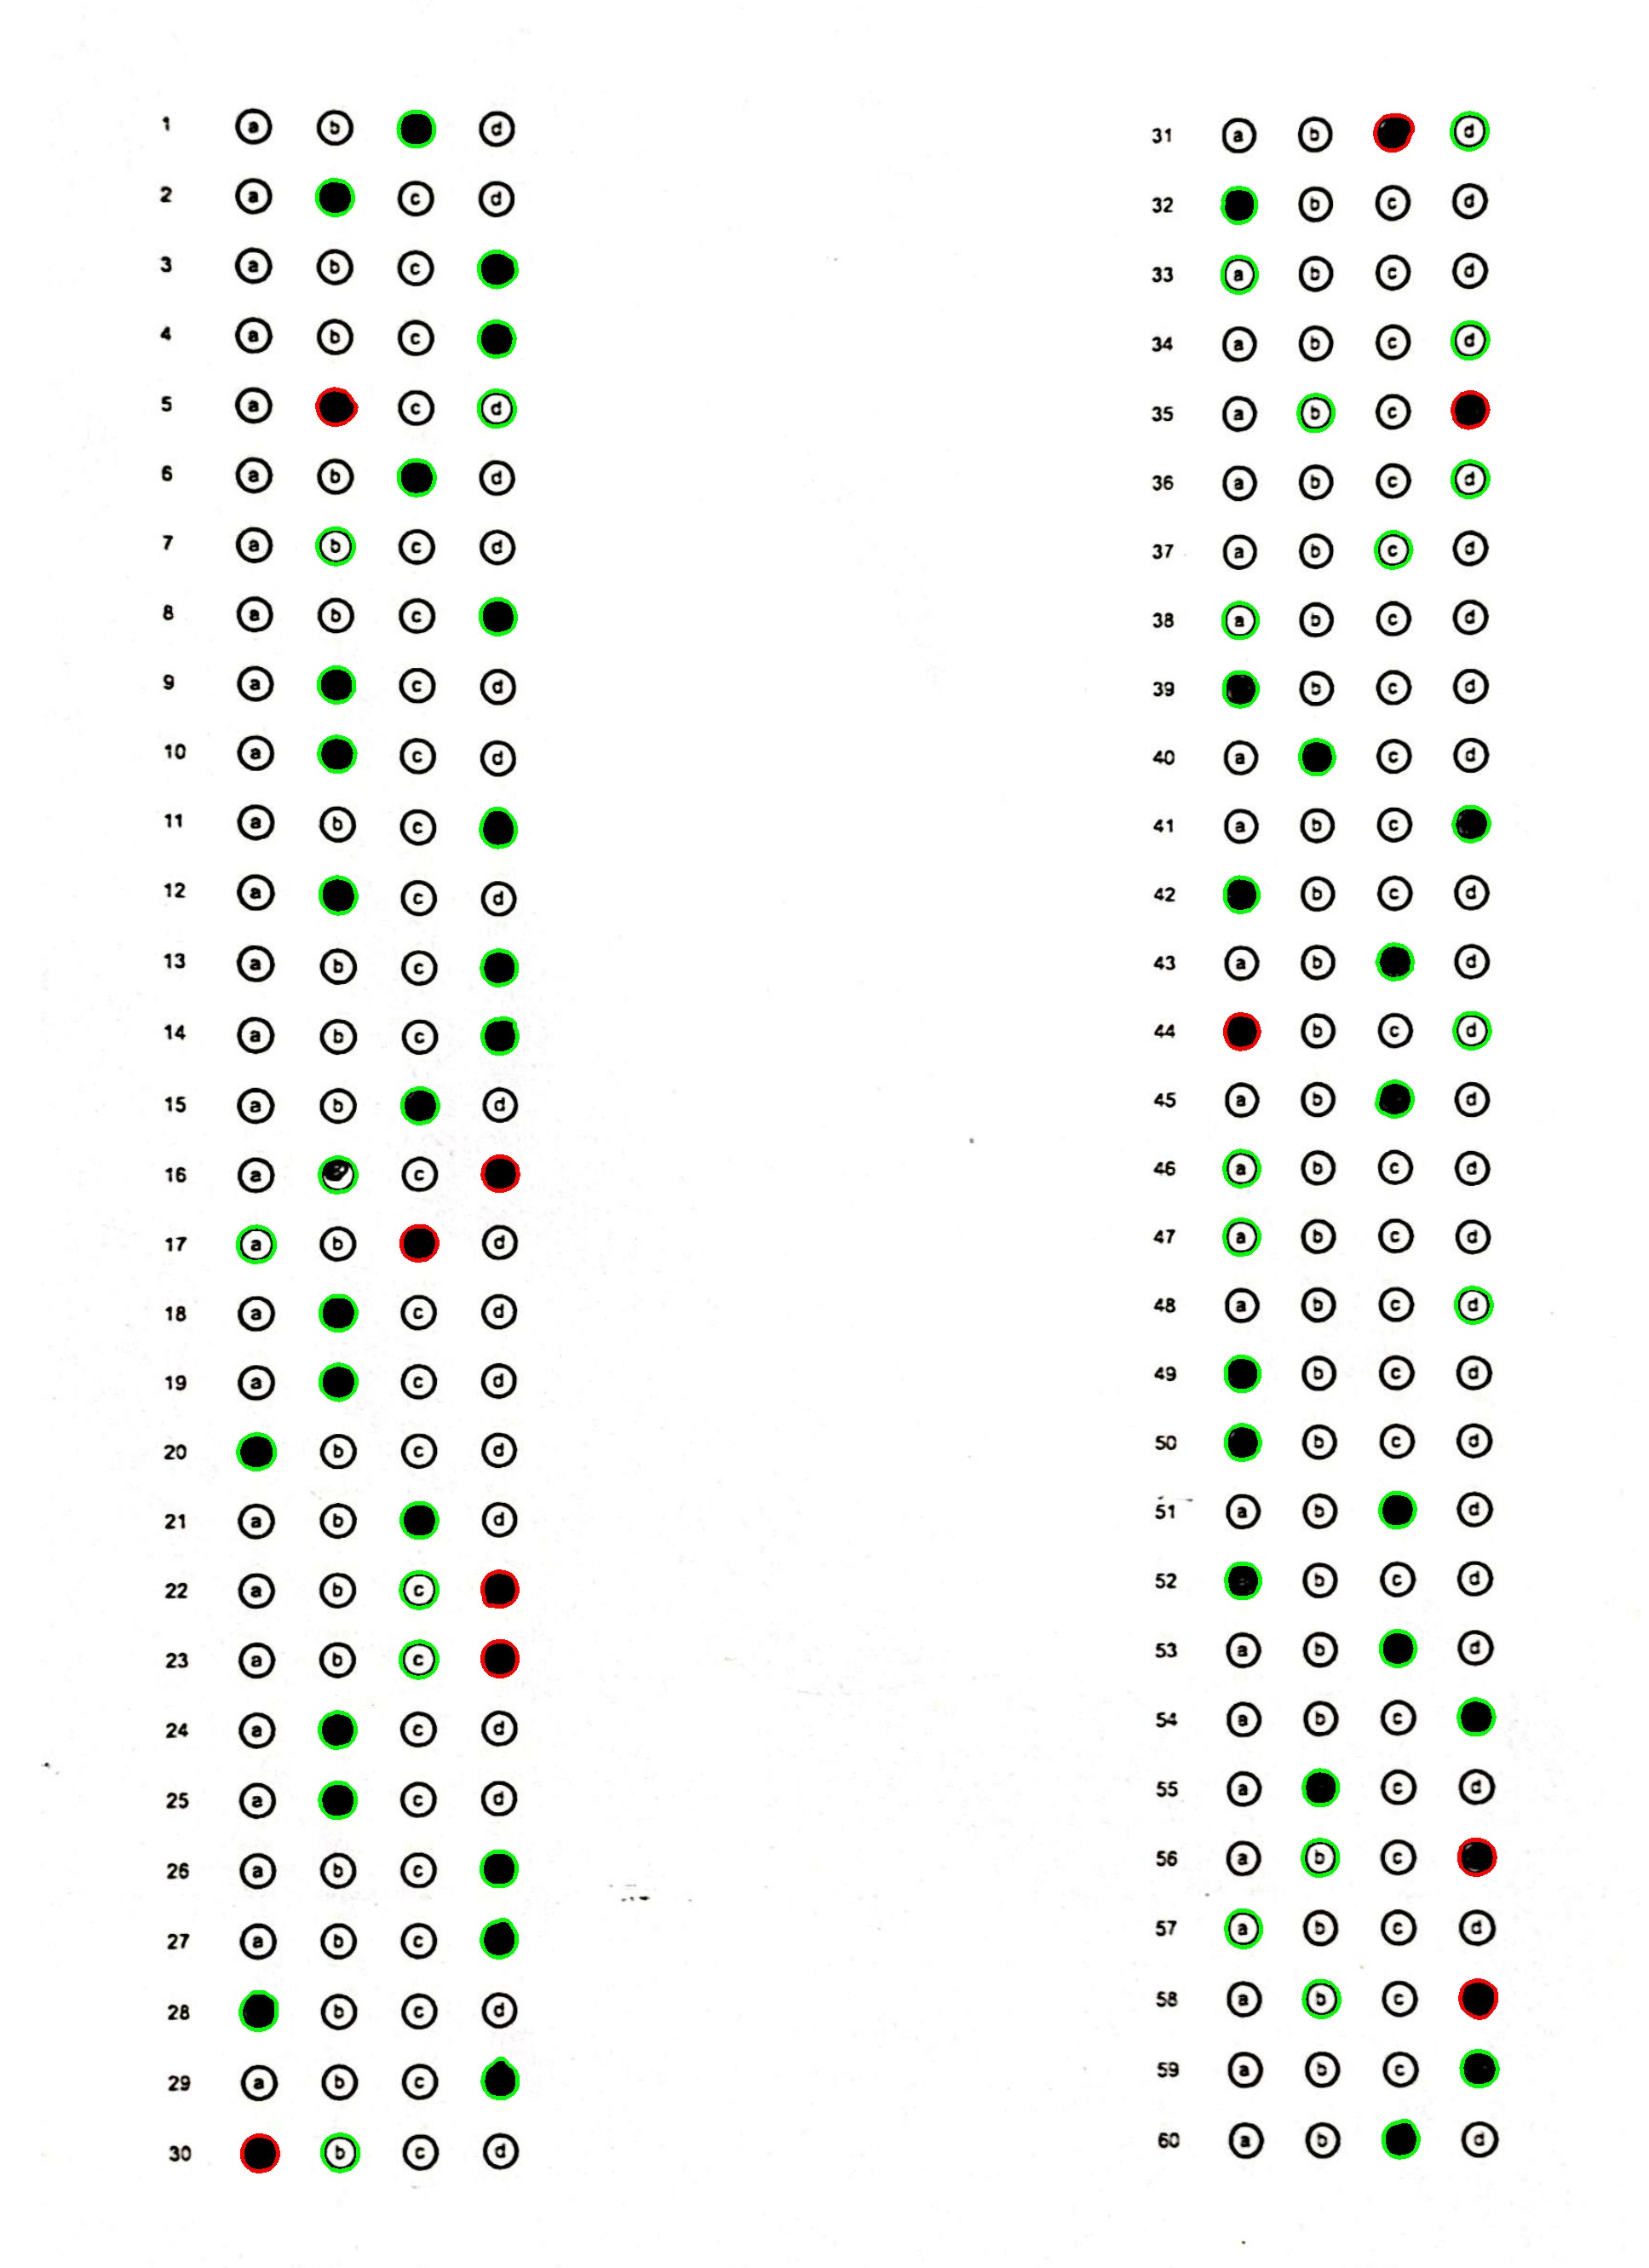 1 a b d
2 a c d
3 a b c
4 a b c
5 a c d
6 a b d
7 a b c d
8 a b c
9 a c d
10 a c d
11 a b c
12 a c d
13 a b c
14 a b c
15 a b d
16 a c
17 a b d
18 a c d
19 a c d
20 b c d
21 a b d
22 a b c
23 a b c
24 a c d
25 a c d
26 a b c
27 a b c
28 b c d
29 a b c
30 b c d
31 a b d
32 b c d
33 a b c d
34 a b c d
35 a b c
36 a b c d
37 a b c d
38 a b c d
39 b c d
40 a c d
41 a b c
42 b c d
43 a b d
44 b c d
45 a b d
46 a b c d
47 a b c d
48 a b c d
49 b c d
50 b c d
51 a b d
52 b c d
53 a b d
54 a b c
55 a c d
56 a b c
57 a b c d
58 a b c
59 a b c
60 a b d